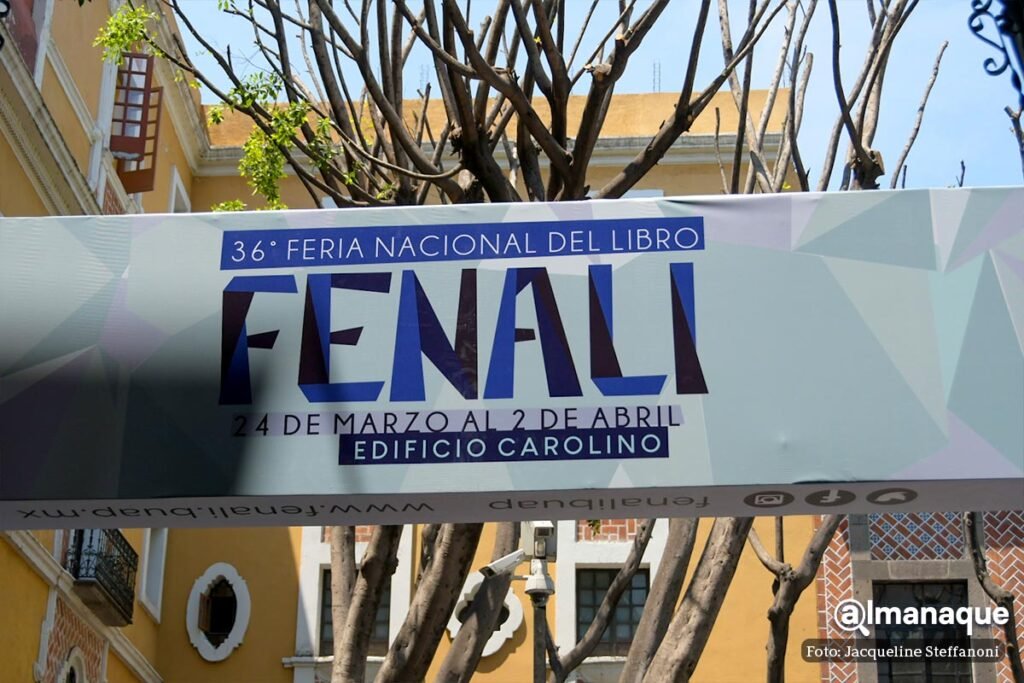 36° FERIA NACIONAL DEL LIBRO
FENALI
24 DE MARZO AL 2 DE ABRIL
EDIFICIO CAROLINO
www.fenali.buap.mx
fenalibuap
@lmanaque
Foto: Jacqueline Steffanoni